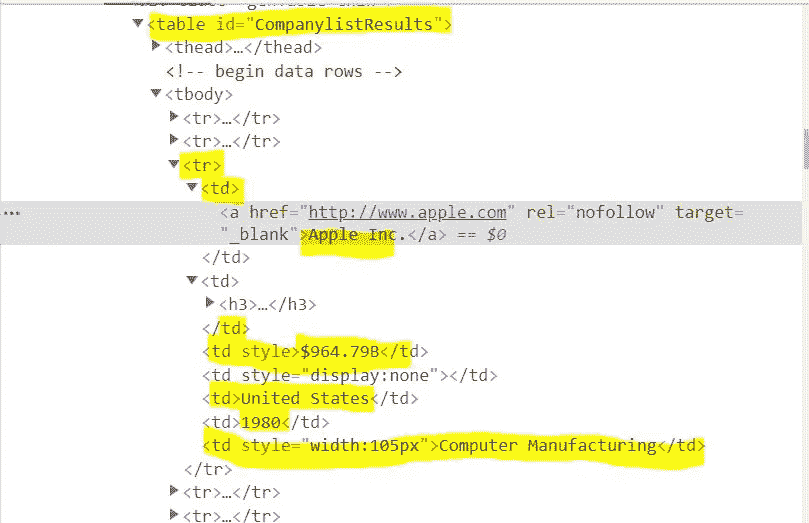 ▼<table id="CompanylistResults">
▶<thead>…</thead>
<!-- begin data rows -->
▼<tbody>
▶<tr>…</tr>
▶<tr>…</tr>
▼<tr>
▼<td>
<a href="http://www.apple.com" rel="nofollow" target=
"_blank">Apple Inc.</a> == $0
</td>
▼<td>
▶<h3>…</h3>
</td>
<td style>$964.79B</td>
<td style="display:none"></td>
<td>United States</td>
<td>1980</td>
<td style="width:105px">Computer Manufacturing</td>
</tr>
▶<tr>…</tr>
▶<tr>…</tr>